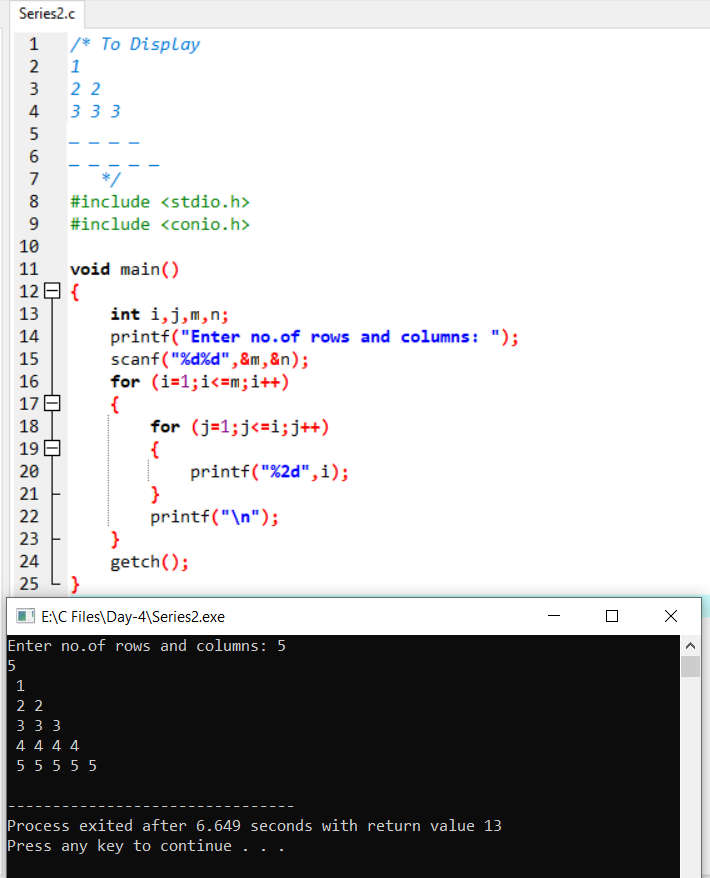 Series2.c
1 /* To Display
2 1
3 2 2
4 3 3 3
5 _ _ _ _
6 _ _ _ _ _
7    */
8 #include <stdio.h>
9 #include <conio.h>
10
11 void main()
12 {
13     int i,j,m,n;
14     printf("Enter no.of rows and columns: ");
15     scanf("%d%d",&m,&n);
16     for (i=1;i<=m;i++)
17     {
18         for (j=1;j<=i;j++)
19         {
20             printf("%2d",i);
21         }
22         printf("\n");
23     }
24     getch();
25 }
E:\C Files\Day-4\Series2.exe
Enter no.of rows and columns: 5
5
 1
 2 2
 3 3 3
 4 4 4 4
 5 5 5 5 5
--------------------------------
Process exited after 6.649 seconds with return value 13
Press any key to continue . . .